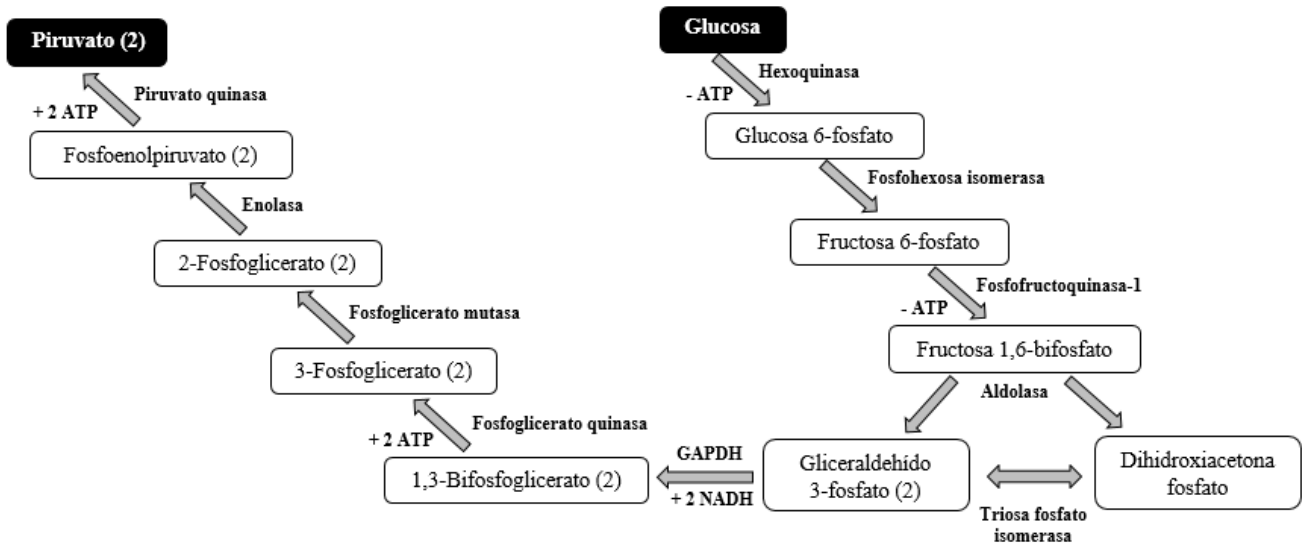 Glucosa
Hexoquinasa
- ATP
Glucosa 6-fosfato
Fosfohexosa isomerasa
Fructosa 6-fosfato
Fosfofructoquinasa-1
- ATP
Fructosa 1,6-bifosfato
Aldolasa
Gliceraldehído
3-fosfato (2)
Dihidroxiacetona
fosfato
Triosa fosfato
isomerasa
GAPDH
+ 2 NADH
1,3-Bifosfoglicerato (2)
Fosfoglicerato quinasa
+ 2 ATP
3-Fosfoglicerato (2)
Fosfoglicerato mutasa
2-Fosfoglicerato (2)
Enolasa
Fosfoenolpiruvato (2)
Piruvato quinasa
+ 2 ATP
Piruvato (2)